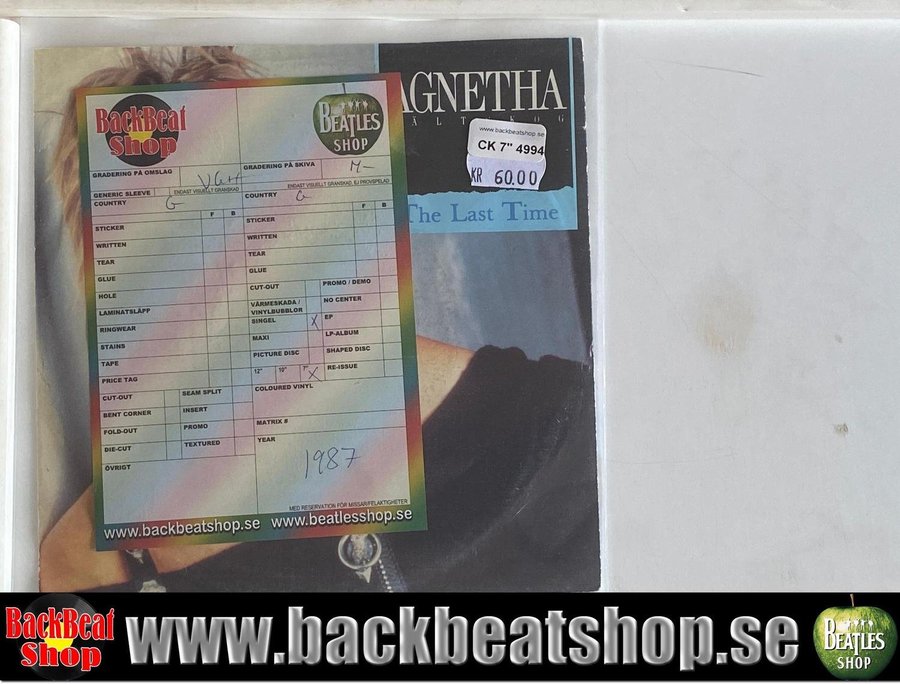 AGNETHA
www.backbeatshop.se
CK 7" 4994
KR 60.00
The Last Time
BackBeat
Shop
BEATLES
SHOP
GRADERING PÅ OMSLAG
VG+
GRADERING PÅ SKIVA
M-
ENDAST VISUELLT GRANSKAD
ENDAST VISUELLT GRANSKAD, EJ PROVSPELAD
GENERIC SLEEVE
COUNTRY
G
COUNTRY
G
F B
F B
STICKER
WRITTEN
TEAR
GLUE
HOLE
LAMINATSLÄPP
RINGWEAR
STAINS
TAPE
PRICE TAG
CUT-OUT
SEAM SPLIT
BENT CORNER
INSERT
FOLD-OUT
PROMO
DIE-CUT
TEXTURED
ÖVRIGT
STICKER
WRITTEN
TEAR
GLUE
CUT-OUT
PROMO / DEMO
VÄRMESKADA /
VINYLBUBBLOR
NO CENTER
SINGEL
X
EP
MAXI
LP-ALBUM
PICTURE DISC
SHAPED DISC
12" 10" 7" X
RE-ISSUE
COLOURED VINYL
MATRIX #
YEAR
1987
MED RESERVATION FÖR MISSAR/FELAKTIGHETER
www.backbeatshop.se www.beatlesshop.se
BackBeat
Shop
www.backbeatshop.se
BEATLES
SHOP